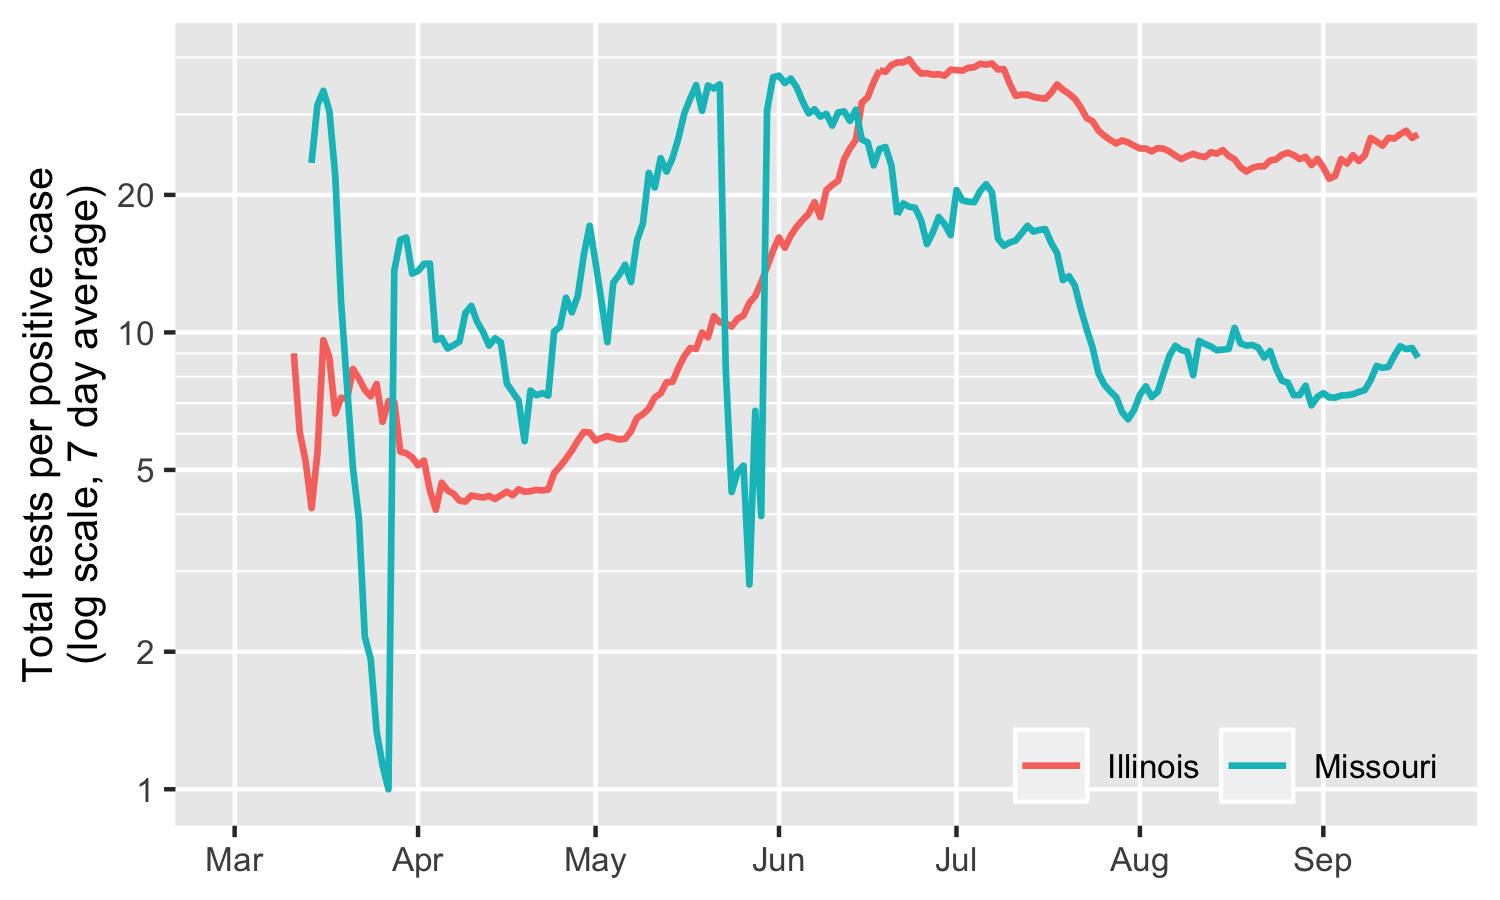 Total tests per positive case
(log scale, 7 day average)
20
10
5
2
1
Illinois
Missouri
Mar
Apr
May
Jun
Jul
Aug
Sep